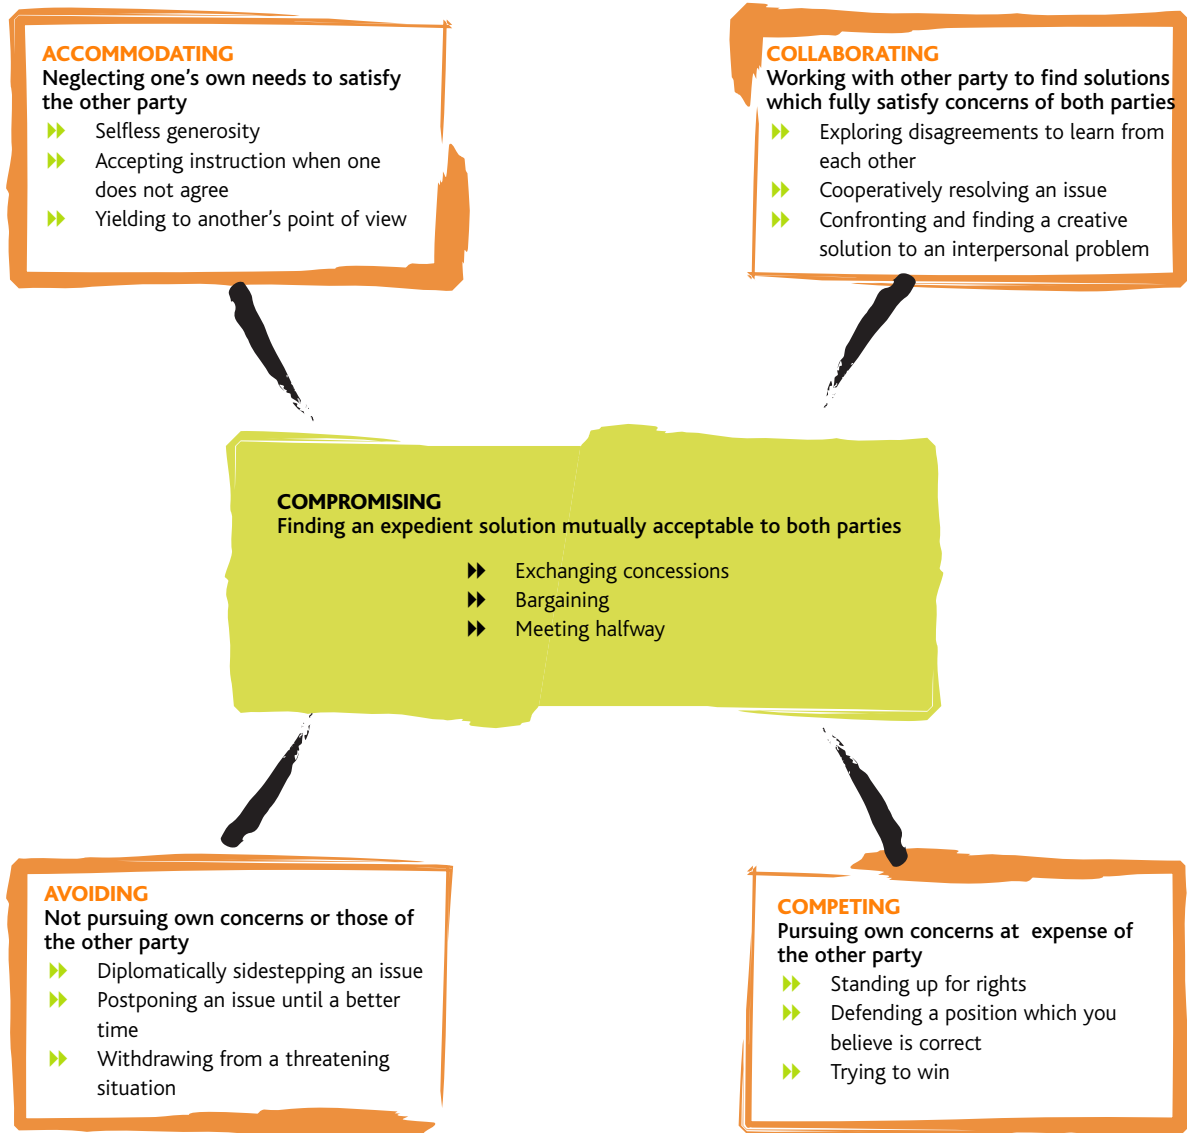 ACCOMMODATING
Neglecting one's own needs to satisfy
the other party
Selfless generosity
Accepting instruction when one
does not agree
Yielding to another's point of view
COLLABORATING
Working with other party to find solutions
which fully satisfy concerns of both parties
Exploring disagreements to learn from
each other
Cooperatively resolving an issue
Confronting and finding a creative
solution to an interpersonal problem
COMPROMISING
Finding an expedient solution mutually acceptable to both parties
Exchanging concessions
Bargaining
Meeting halfway
AVOIDING
Not pursuing own concerns or those of
the other party
Diplomatically sidestepping an issue
Postponing an issue until a better
time
Withdrawing from a threatening
situation
COMPETING
Pursuing own concerns at expense of
the other party
Standing up for rights
Defending a position which you
believe is correct
Trying to win